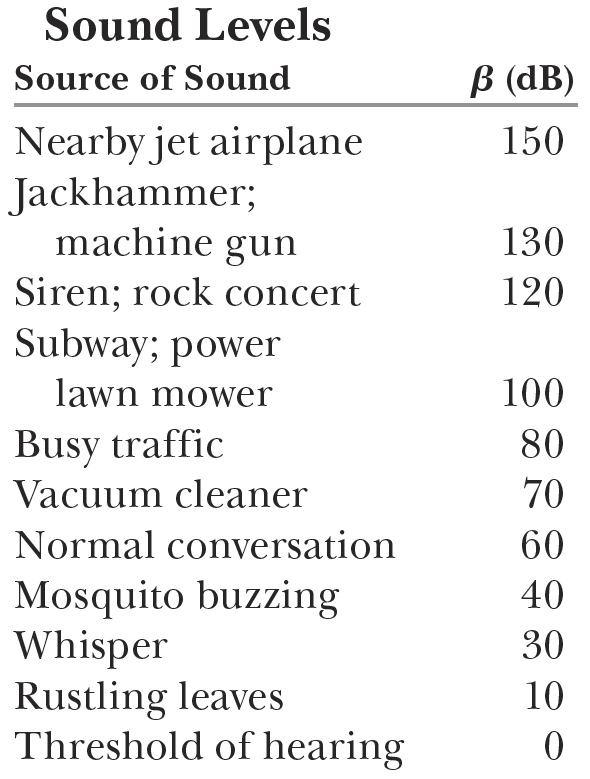 Sound Levels
Source of Sound β (dB)
Nearby jet airplane 150
Jackhammer;
machine gun 130
Siren; rock concert 120
Subway; power
lawn mower 100
Busy traffic 80
Vacuum cleaner 70
Normal conversation 60
Mosquito buzzing 40
Whisper 30
Rustling leaves 10
Threshold of hearing 0